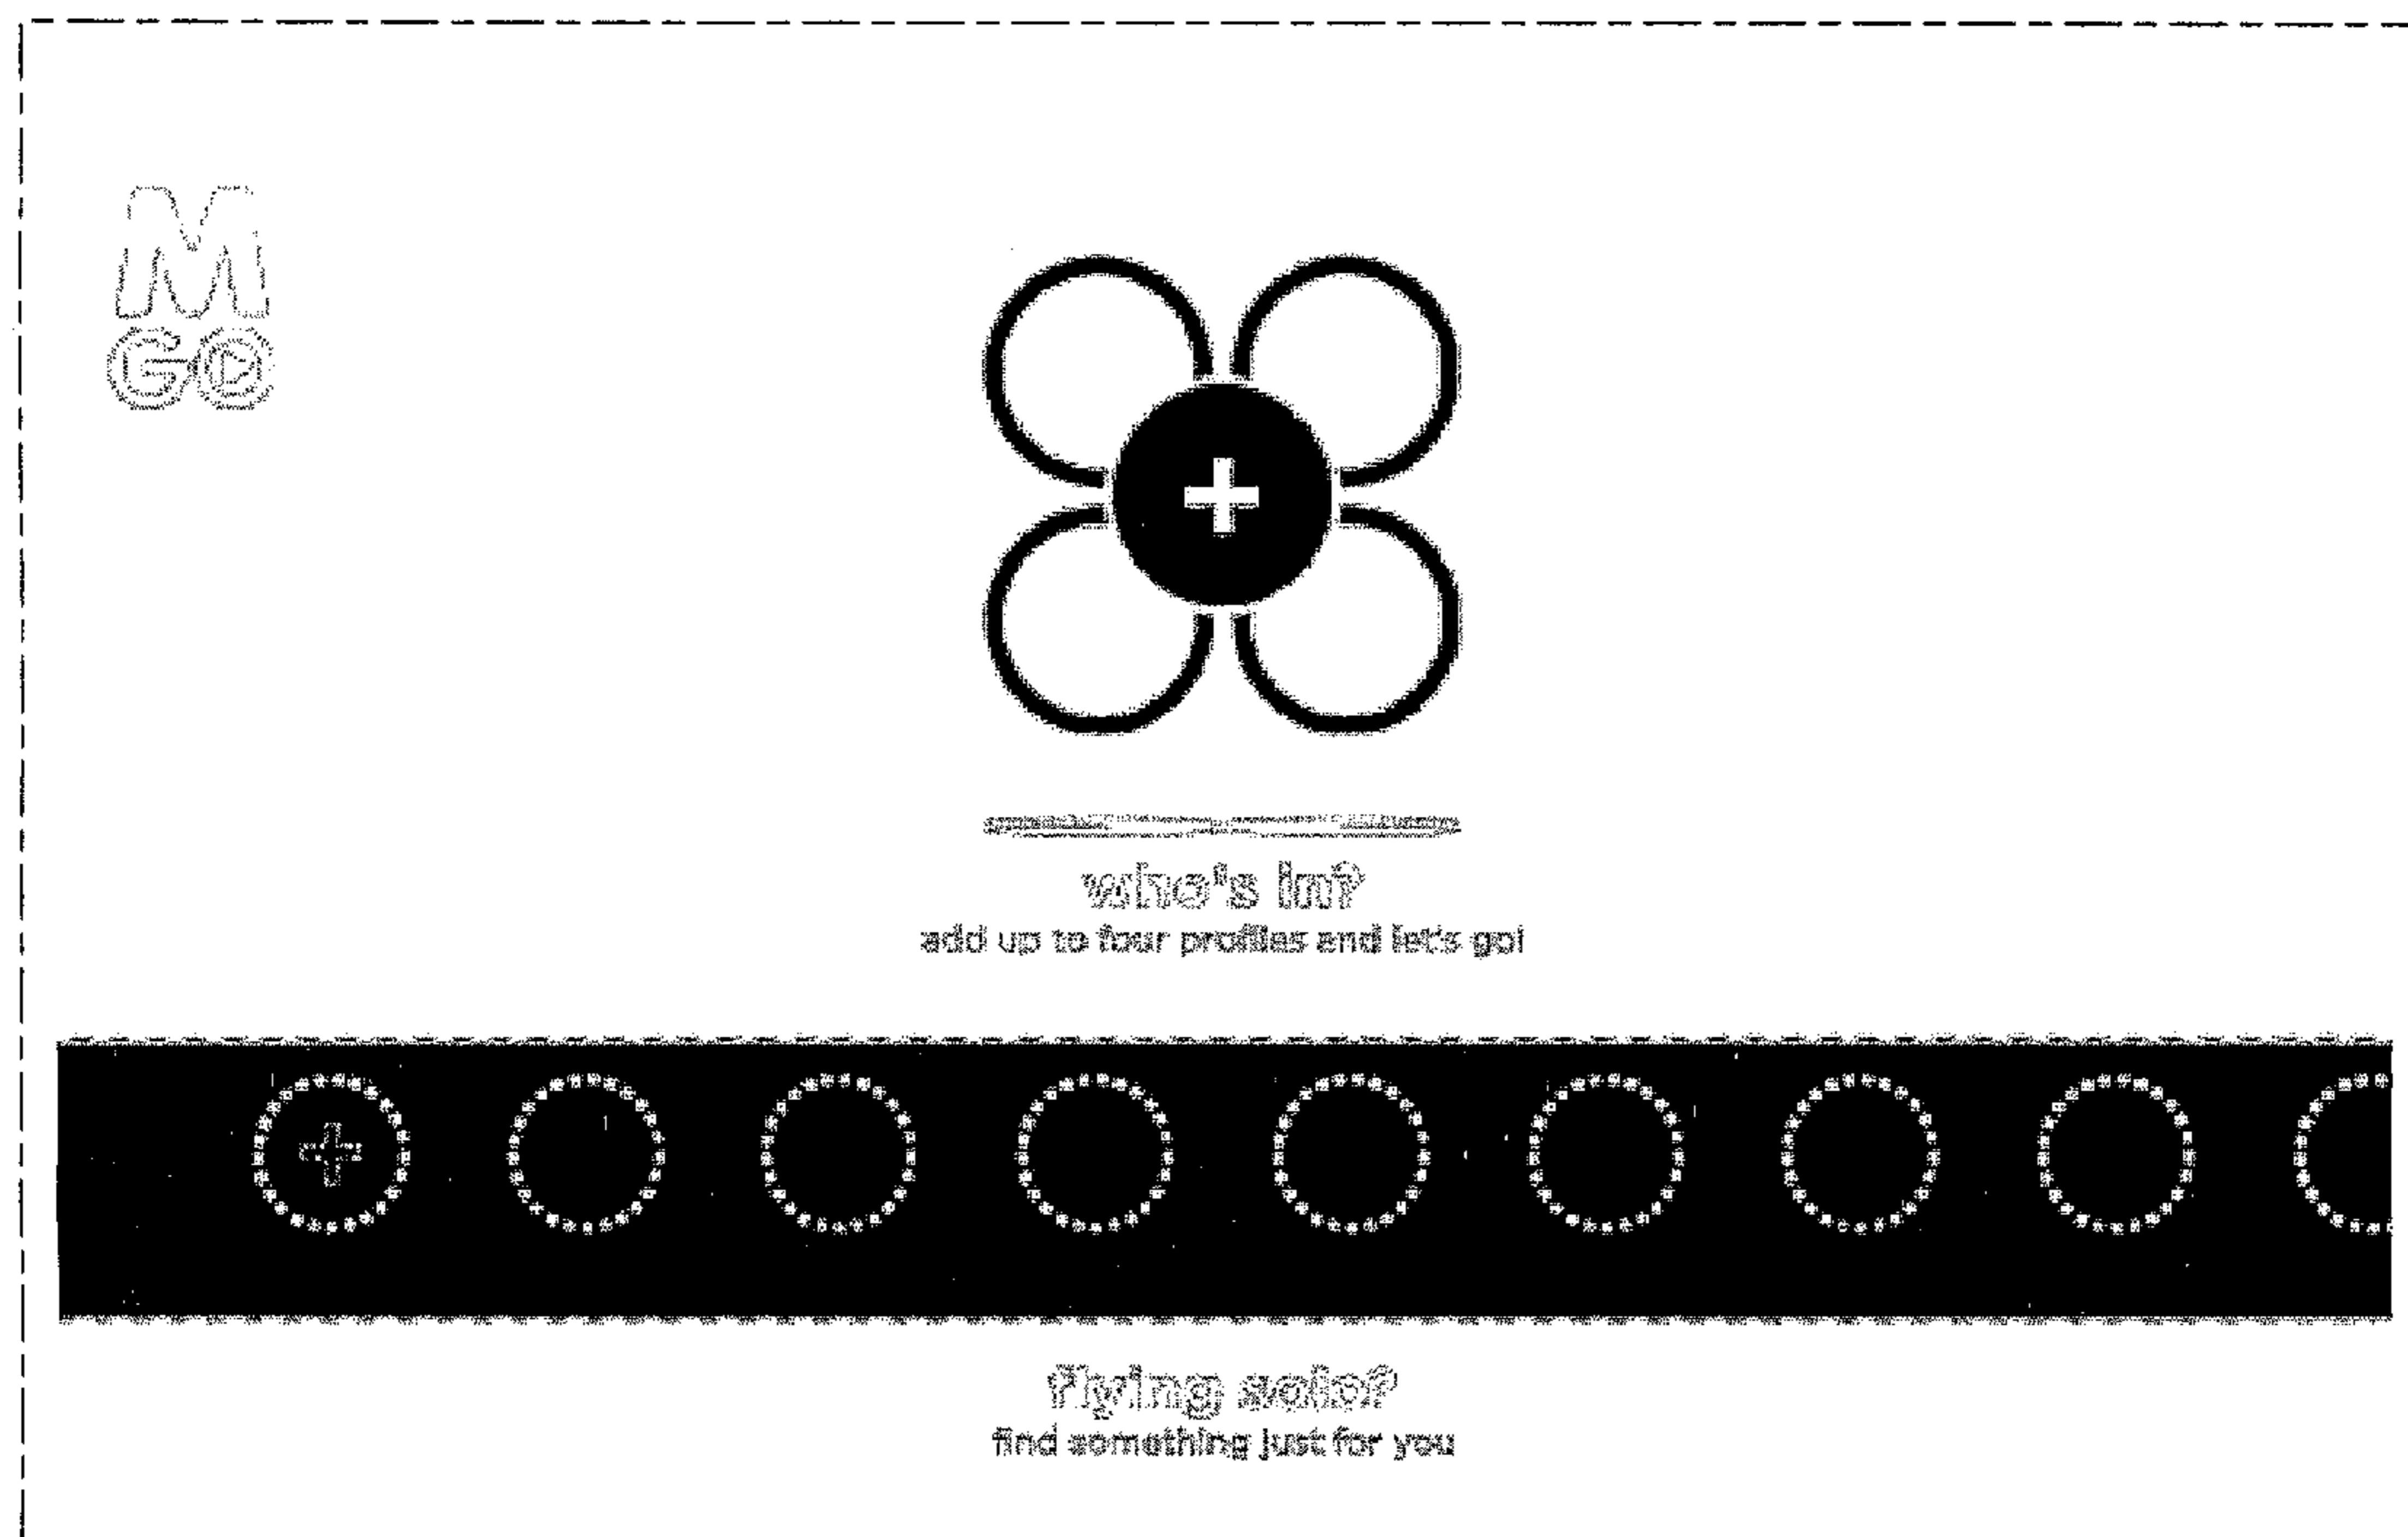 M
GO
who's in?
add up to four profiles and let's go!
flying solo?
find something just for you